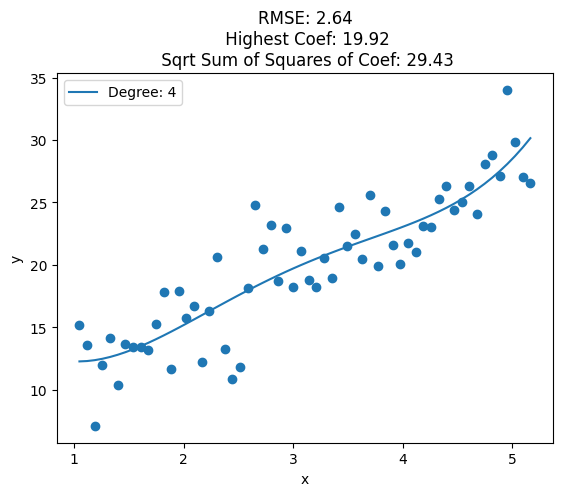 RMSE: 2.64
Highest Coef: 19.92
Sqrt Sum of Squares of Coef: 29.43
Degree: 4
35
30
25
20
15
10
y
1
2
3
4
5
x